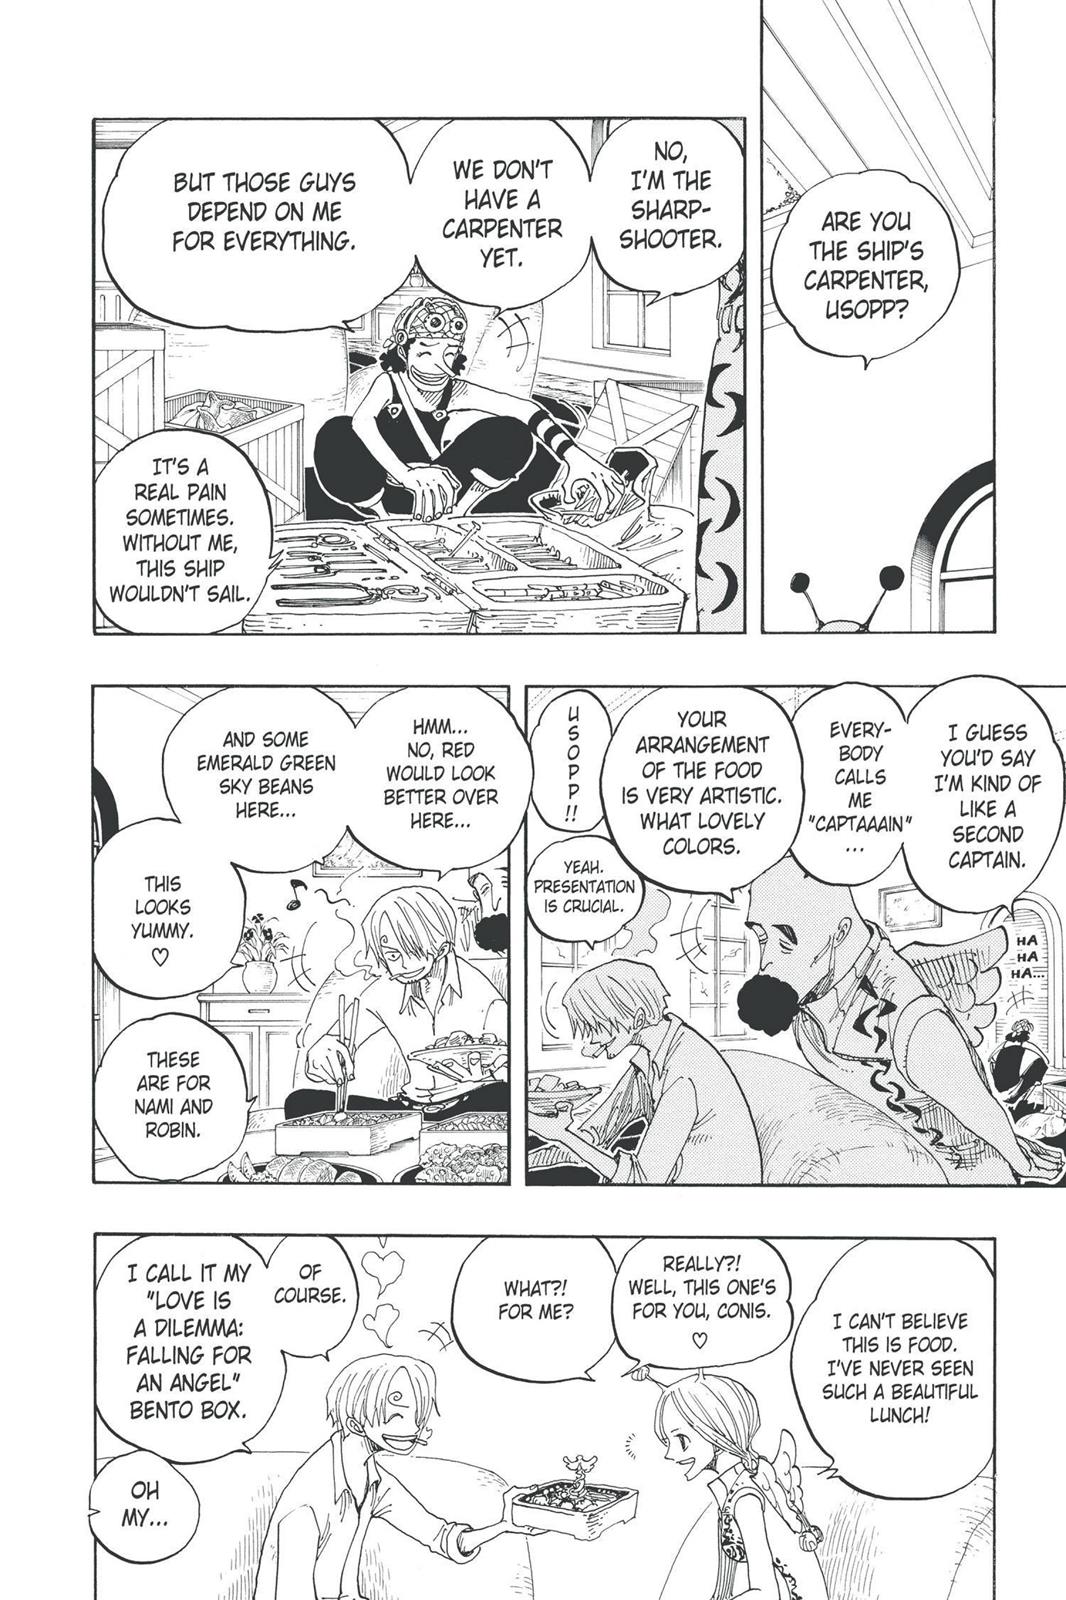 ARE YOU
THE SHIP'S
CARPENTER,
USOPP?
NO,
I'M THE
SHARP-
SHOOTER.
WE DON'T
HAVE A
CARPENTER
YET.
BUT THOSE GUYS
DEPEND ON ME
FOR EVERYTHING.
IT'S A
REAL PAIN
SOMETIMES.
WITHOUT ME,
THIS SHIP
WOULDN'T SAIL.
I GUESS
YOU'D SAY
I'M KIND OF
LIKE A
SECOND
CAPTAIN.
EVERY-
BODY
CALLS
ME
"CAPTAAAIN"
...
HA
HA
HA...
YOUR
ARRANGEMENT
OF THE FOOD
IS VERY ARTISTIC.
WHAT LOVELY
COLORS.
USOPP!!
YEAH.
PRESENTATION
IS CRUCIAL.
HMM...
NO, RED
WOULD LOOK
BETTER OVER
HERE...
AND SOME
EMERALD GREEN
SKY BEANS
HERE...
THIS
LOOKS
YUMMY.
♡
THESE
ARE FOR
NAMI AND
ROBIN.
I CAN'T BELIEVE
THIS IS FOOD.
I'VE NEVER SEEN
SUCH A BEAUTIFUL
LUNCH!
REALLY?!
WELL, THIS ONE'S
FOR YOU, CONIS.
♡
WHAT?!
FOR ME?
OF
COURSE.
I CALL IT MY
"LOVE IS
A DILEMMA:
FALLING FOR
AN ANGEL"
BENTO BOX.
OH
MY...